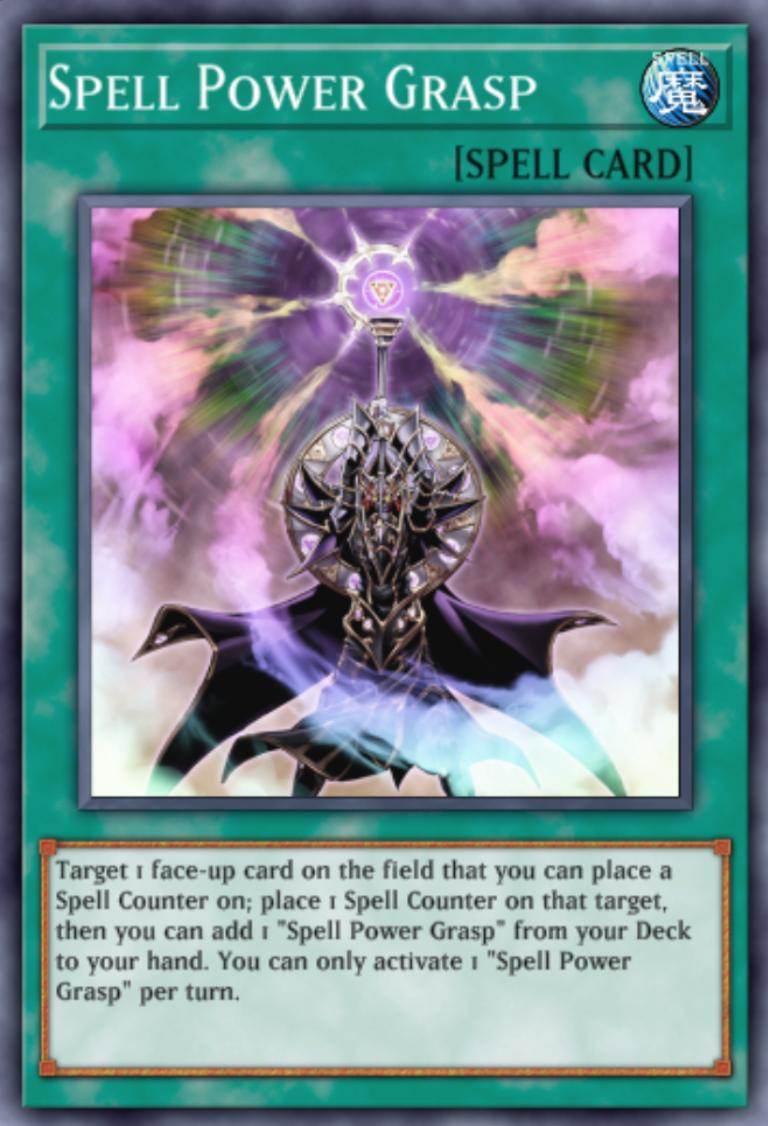 Spell Power Grasp
SPELL
魔
[SPELL CARD]
Target 1 face-up card on the field that you can place a
Spell Counter on; place 1 Spell Counter on that target,
then you can add 1 "Spell Power Grasp" from your Deck
to your hand. You can only activate 1 "Spell Power
Grasp" per turn.